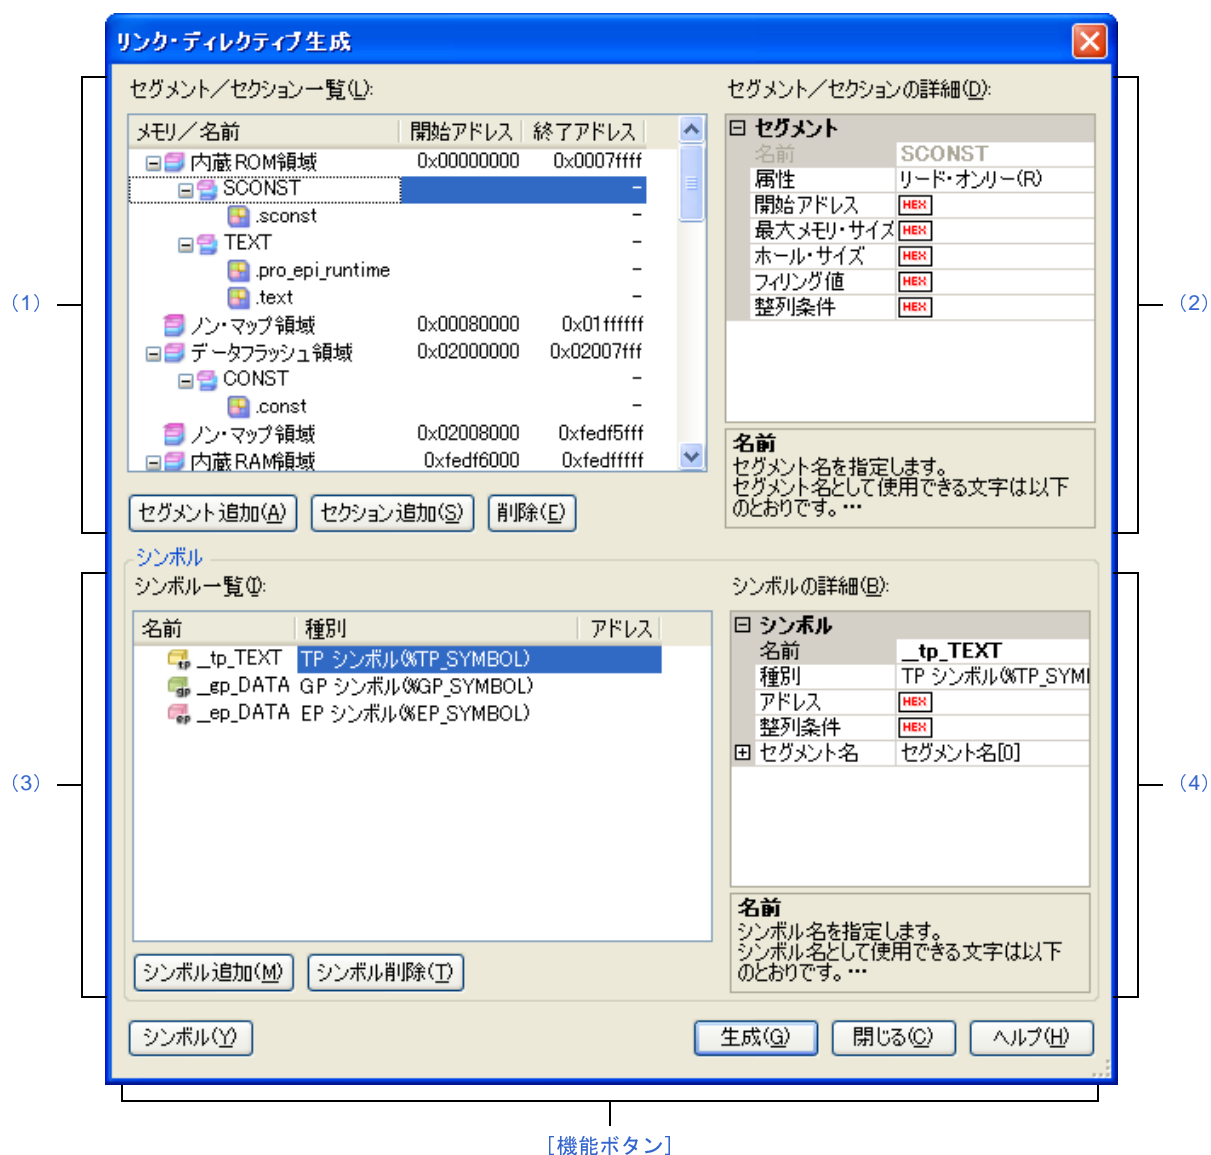 リンク・ディレクティブ生成
セグメント／セクション一覧(L):
メモリ／名前 開始アドレス 終了アドレス
内蔵ROM領域 0x00000000 0x0007ffff
SCONST -
.sconst -
TEXT -
.pro_epi_runtime -
.text -
ノン・マップ領域 0x00080000 0x01ffffff
データフラッシュ領域 0x02000000 0x02007fff
CONST -
.const -
ノン・マップ領域 0x02008000 0xfedf5fff
内蔵RAM領域 0xfedf6000 0xfedfffff
セグメント追加(A) セクション追加(S) 削除(E)
(1)
セグメント／セクションの詳細(D):
セグメント
名前 SCONST
属性 リード・オンリー(R)
開始アドレス HEX
最大メモリ・サイズ HEX
ホール・サイズ HEX
フィリング値 HEX
整列条件 HEX
名前
セグメント名を指定します。
セグメント名として使用できる文字は以下
のとおりです。…
(2)
シンボル
シンボル一覧(I):
名前 種別 アドレス
__tp_TEXT TP シンボル(%TP_SYMBOL)
__gp_DATA GP シンボル(%GP_SYMBOL)
__ep_DATA EP シンボル(%EP_SYMBOL)
シンボル追加(M) シンボル削除(T)
(3)
シンボルの詳細(B):
シンボル
名前 __tp_TEXT
種別 TP シンボル(%TP_SYMI
アドレス HEX
整列条件 HEX
セグメント名 セグメント名[0]
名前
シンボル名を指定します。
シンボル名として使用できる文字は以下
のとおりです。…
(4)
シンボル(Y) 生成(G) 閉じる(C) ヘルプ(H)
［機能ボタン］